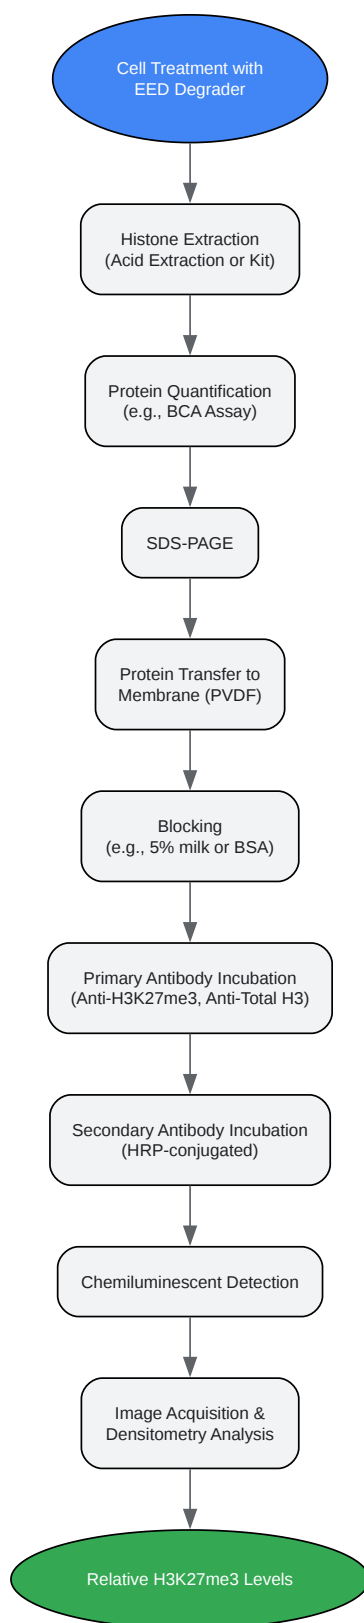 Cell Treatment with
EED Degrader
Histone Extraction
(Acid Extraction or Kit)
Protein Quantification
(e.g., BCA Assay)
SDS-PAGE
Protein Transfer to
Membrane (PVDF)
Blocking
(e.g., 5% milk or BSA)
Primary Antibody Incubation
(Anti-H3K27me3, Anti-Total H3)
Secondary Antibody Incubation
(HRP-conjugated)
Chemiluminescent Detection
Image Acquisition &
Densitometry Analysis
Relative H3K27me3 Levels